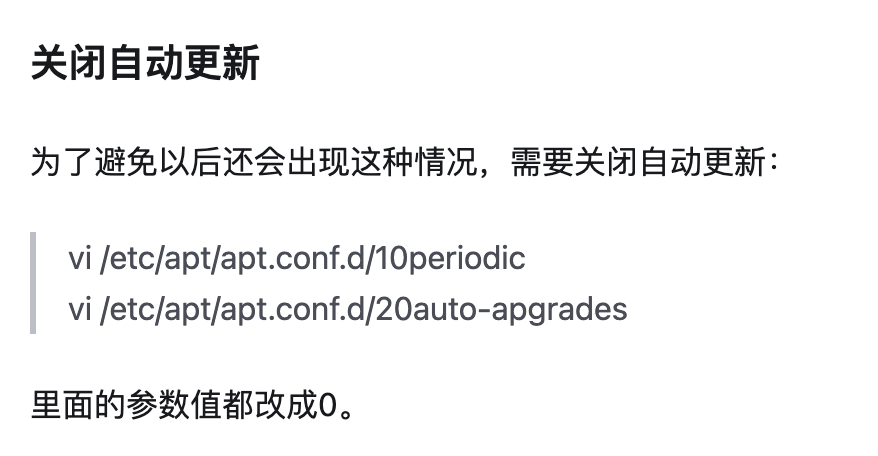 关闭自动更新
为了避免以后还会出现这种情况，需要关闭自动更新：
vi /etc/apt/apt.conf.d/10periodic
vi /etc/apt/apt.conf.d/20auto-apgrades
里面的参数值都改成0。